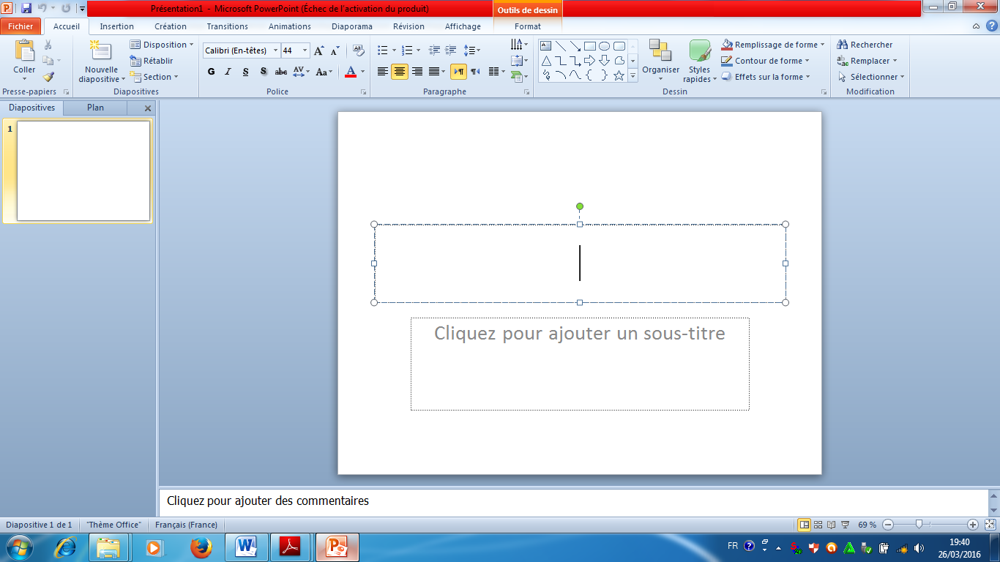 Présentation1 - Microsoft PowerPoint (Échec de l'activation du produit)
Outils de dessin
Fichier Accueil Insertion Création Transitions Animations Diaporama Révision Affichage Format
Coller
Presse-papiers
Nouvelle diapositive
Disposition
Rétablir
Section
Diapositives
Calibri (En-têtes) 44
G I S S abc AV Aa A
Police
Paragraphe
Organiser
Styles rapides
Remplissage de forme
Contour de forme
Effets sur la forme
Dessin
Rechercher
Remplacer
Sélectionner
Modification
Diapositives Plan
1
Cliquez pour ajouter un sous-titre
Cliquez pour ajouter des commentaires
Diapositive 1 de 1 "Thème Office" Français (France) 69 %
FR 19:40
26/03/2016